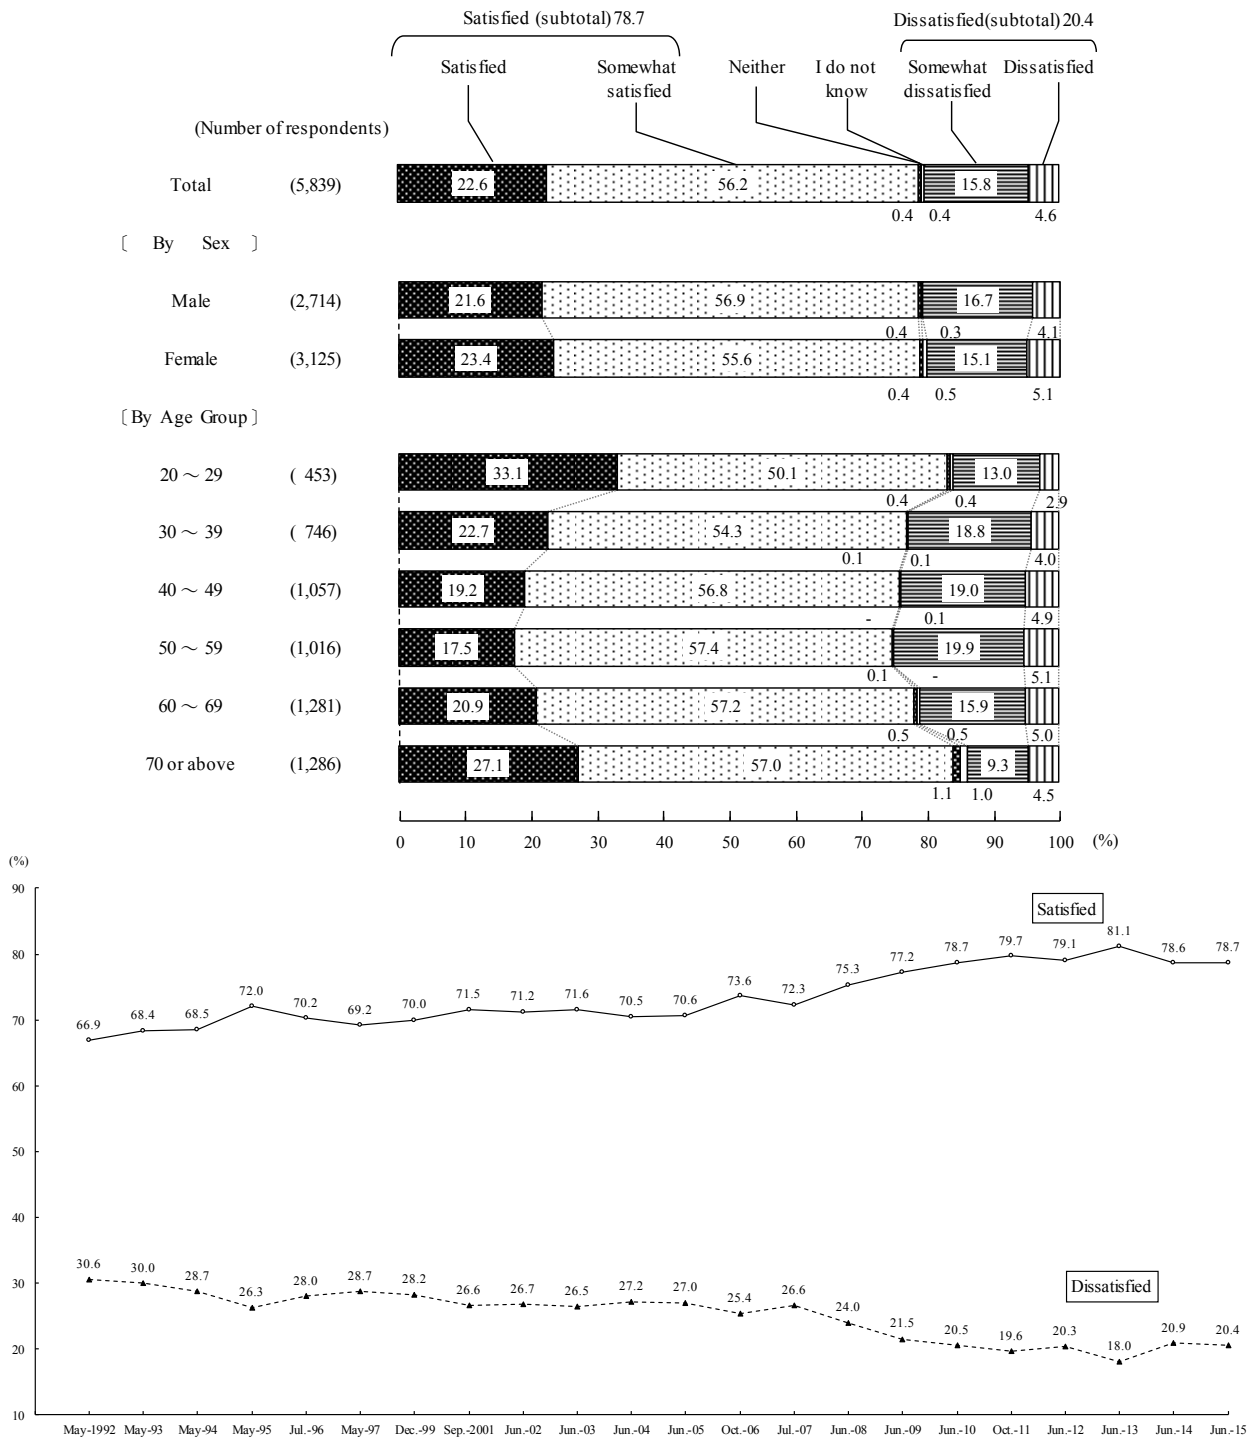 Satisfied (subtotal) 78.7 Dissatisfied(subtotal) 20.4
Satisfied Somewhat satisfied Neither I do not know Somewhat dissatisfied Dissatisfied
(Number of respondents)
Total (5,839) 22.6 56.2 15.8
0.4 0.4 4.6
〔 By Sex 〕
Male (2,714) 21.6 56.9 16.7
0.4 0.3 4.1
Female (3,125) 23.4 55.6 15.1
0.4 0.5 5.1
〔By Age Group〕
20 ～ 29 ( 453) 33.1 50.1 13.0
0.4 0.4 2.9
30 ～ 39 ( 746) 22.7 54.3 18.8
0.1 0.1 4.0
40 ～ 49 (1,057) 19.2 56.8 19.0
- 0.1 4.9
50 ～ 59 (1,016) 17.5 57.4 19.9
0.1 - 5.1
60 ～ 69 (1,281) 20.9 57.2 15.9
0.5 0.5 5.0
70 or above (1,286) 27.1 57.0 9.3
1.1 1.0 4.5
0 10 20 30 40 50 60 70 80 90 100 (%)
(%)
90
80
70
60
50
40
30
20
10
Satisfied
66.9 68.4 68.5 72.0 70.2 69.2 70.0 71.5 71.2 71.6 70.5 70.6 73.6 72.3 75.3 77.2 78.7 79.7 79.1 81.1 78.6 78.7
Dissatisfied
30.6 30.0 28.7 26.3 28.0 28.7 28.2 26.6 26.7 26.5 27.2 27.0 25.4 26.6 24.0 21.5 20.5 19.6 20.3 18.0 20.9 20.4
May-1992 May-93 May-94 May-95 Jul.-96 May-97 Dec.-99 Sep.-2001 Jun.-02 Jun.-03 Jun.-04 Jun.-05 Oct.-06 Jul.-07 Jun.-08 Jun.-09 Jun.-10 Oct.-11 Jun.-12 Jun.-13 Jun.-14 Jun.-15